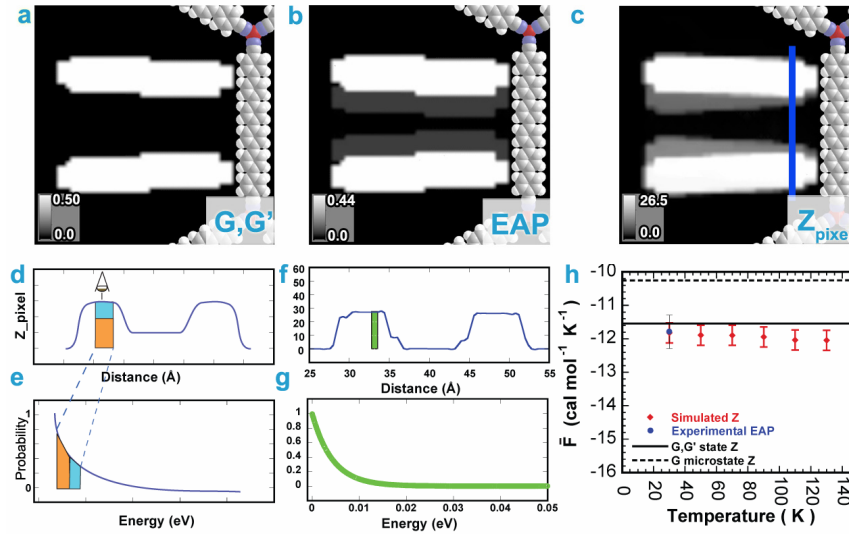 a
b
c
0.50
0.0
G,G'
0.44
0.0
EAP
26.5
0.0
Z pixel
d
Z_pixel
Distance (Å)
e
Probability
1
0
Energy (eV)
f
60
50
40
30
20
10
0
25 30 35 40 45 50 55
Distance (Å)
g
1
0.8
0.6
0.4
0.2
0
0 0.01 0.02 0.03 0.04 0.05
Energy (eV)
h
-10
-11
-12
-13
-14
-15
-16
F̄ (cal mol⁻¹ K⁻¹)
Simulated Z
Experimental EAP
G,G' state Z
G microstate Z
0 20 40 60 80 100 120 140
Temperature ( K )